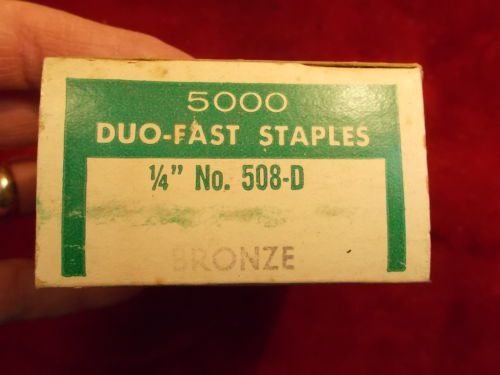 5000
DUO-FAST STAPLES
¼" No. 508-D
BRONZE